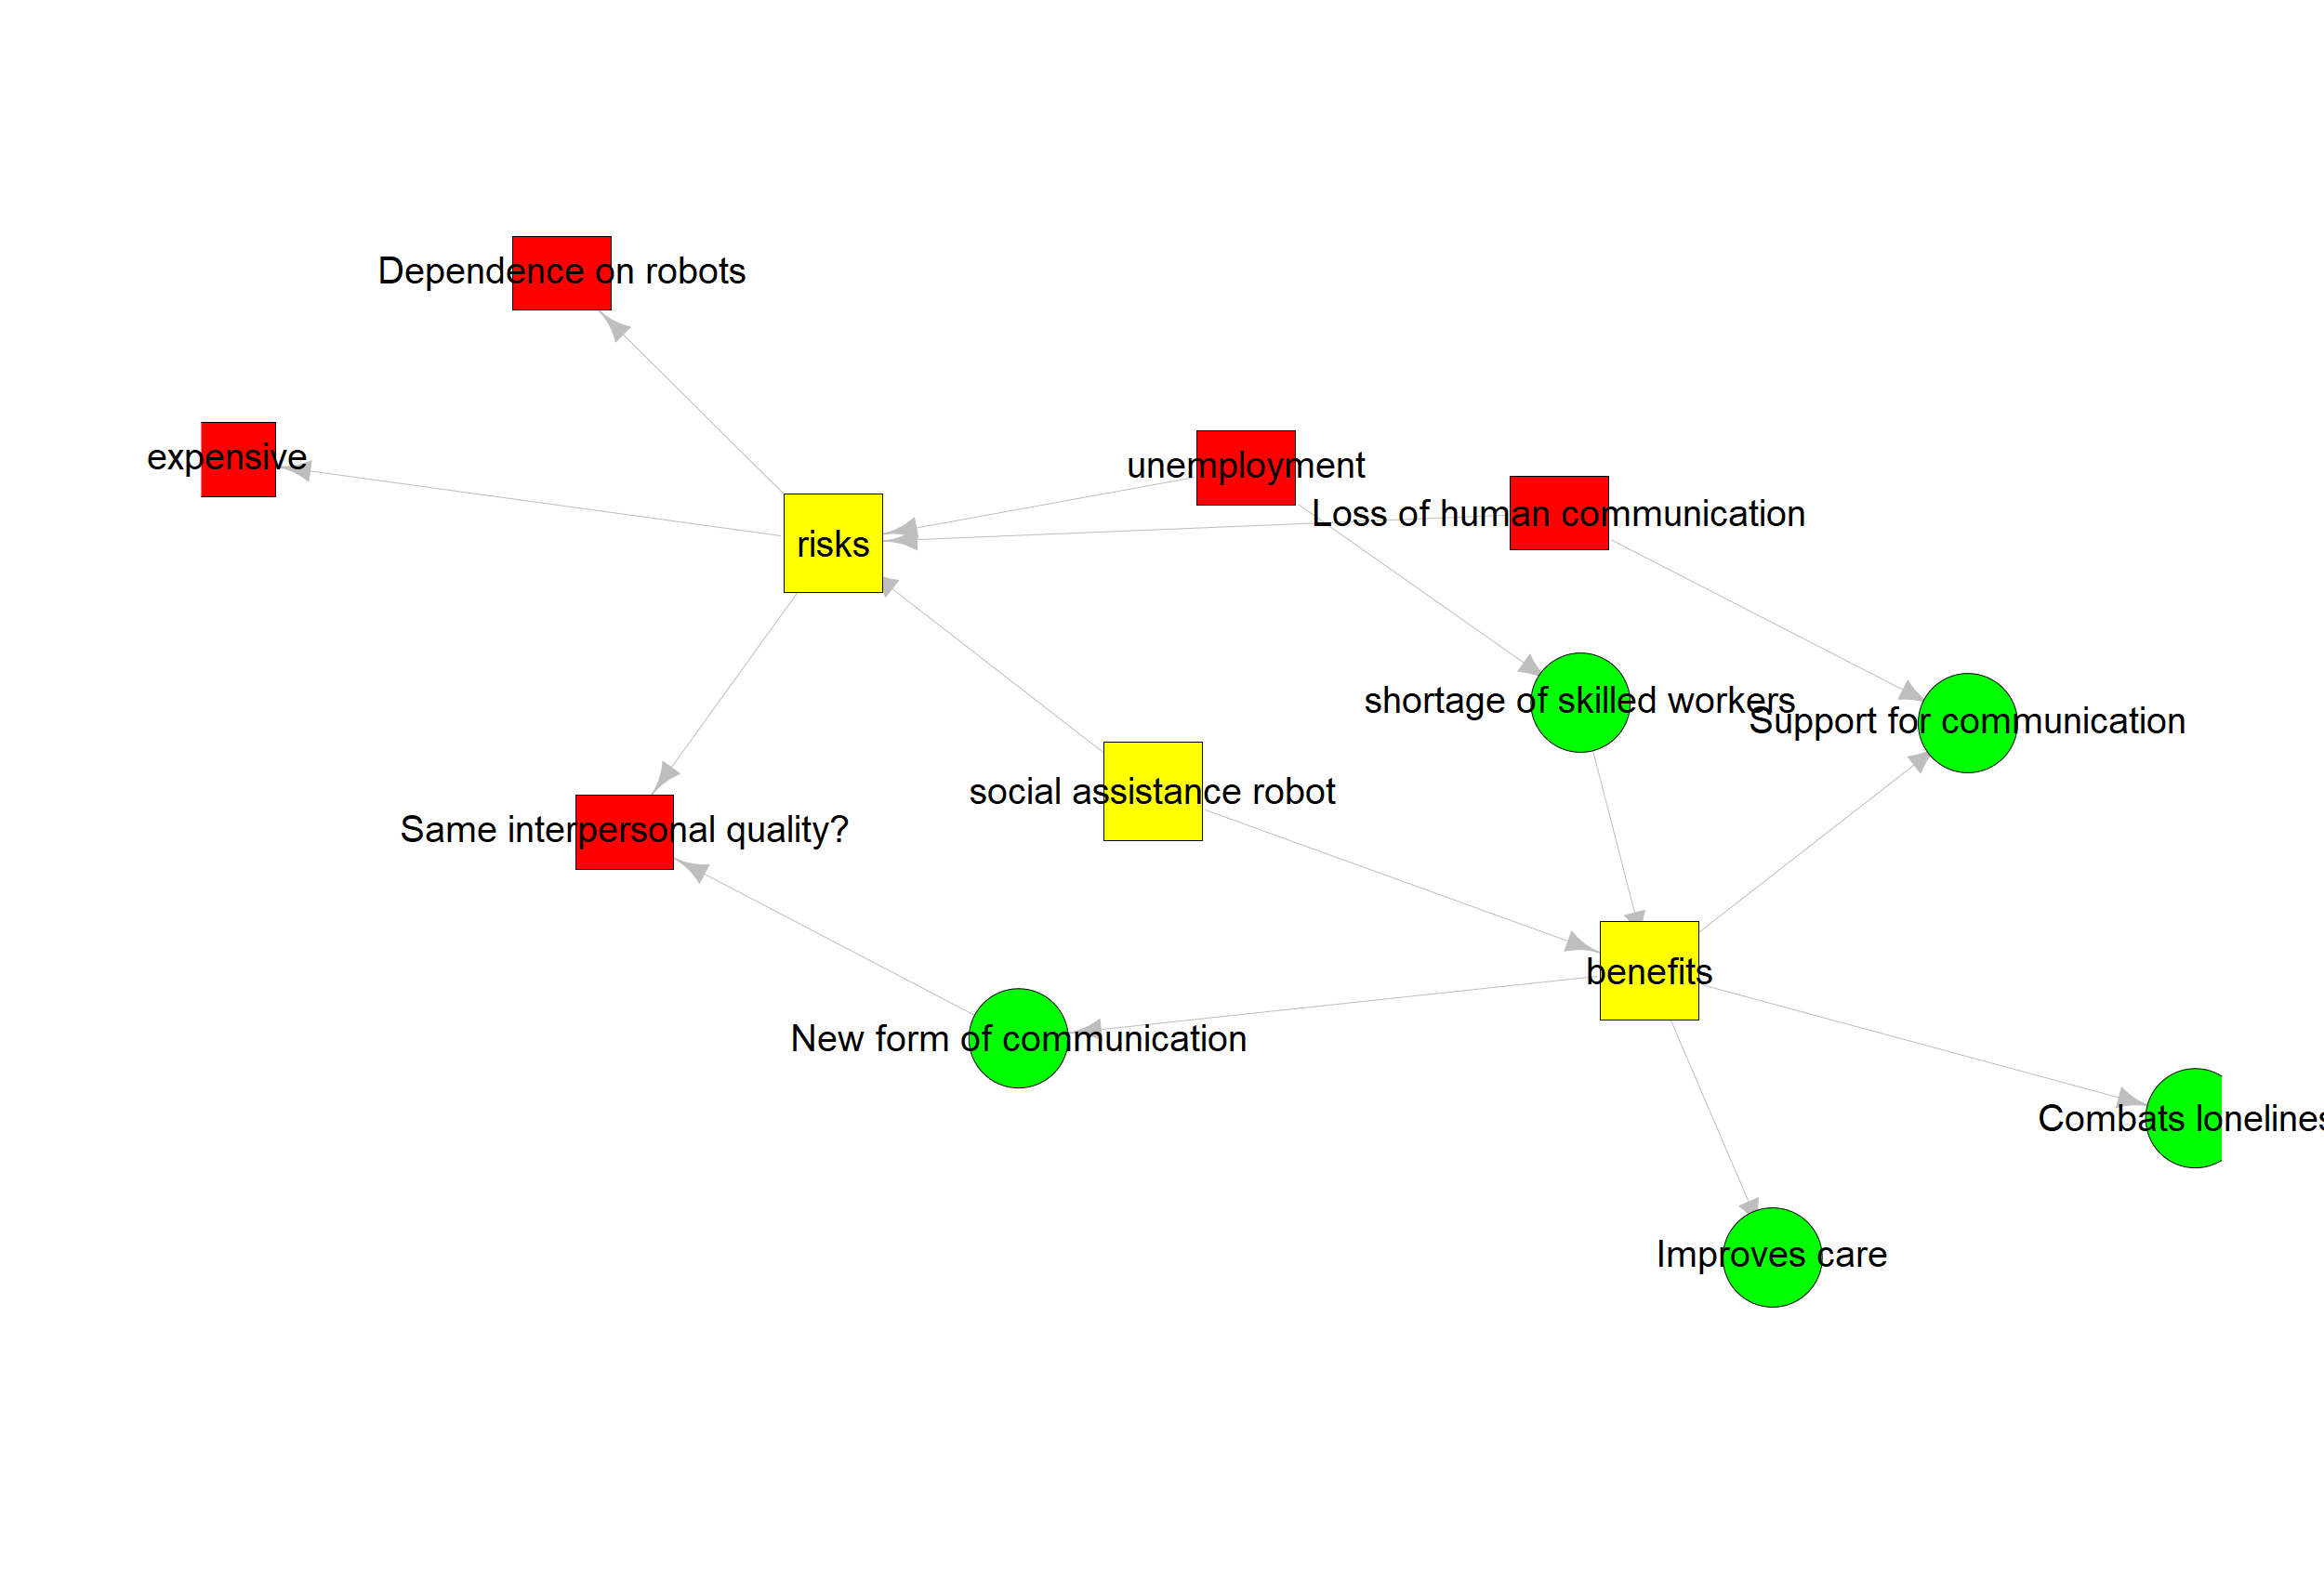 Dependence on robots
expensive
unemployment
Loss of human communication
risks
shortage of skilled workers
Support for communication
social assistance robot
Same interpersonal quality?
benefits
New form of communication
Combats lonelines
Improves care